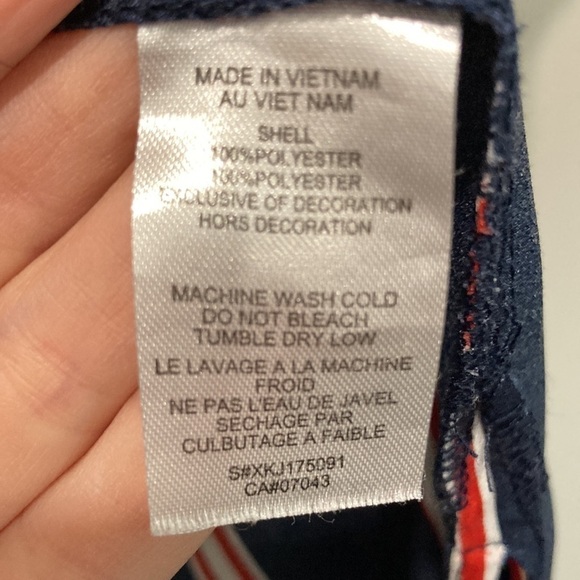 MADE IN VIETNAM
AU VIET NAM
SHELL
100%POLYESTER
100%POLYESTER
EXCLUSIVE OF DECORATION
HORS DECORATION
MACHINE WASH COLD
DO NOT BLEACH
TUMBLE DRY LOW
LE LAVAGE A LA MACHINE
FROID
NE PAS L'EAU DE JAVEL
SECHAGE PAR
CULBUTAGE A FAIBLE
S#XKJ175091
CA#07043